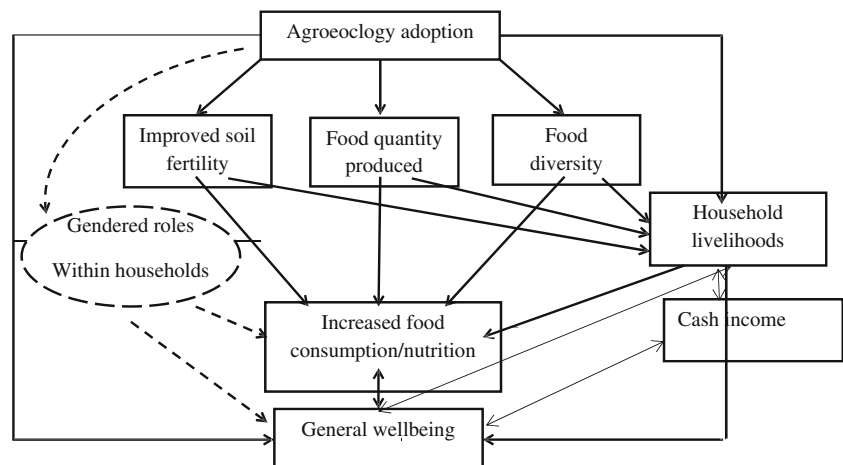 Agroeoclogy adoption
Improved soil
fertility
Food quantity
produced
Food
diversity
Household
livelihoods
Gendered roles
Within households
Increased food
consumption/nutrition
Cash income
General wellbeing